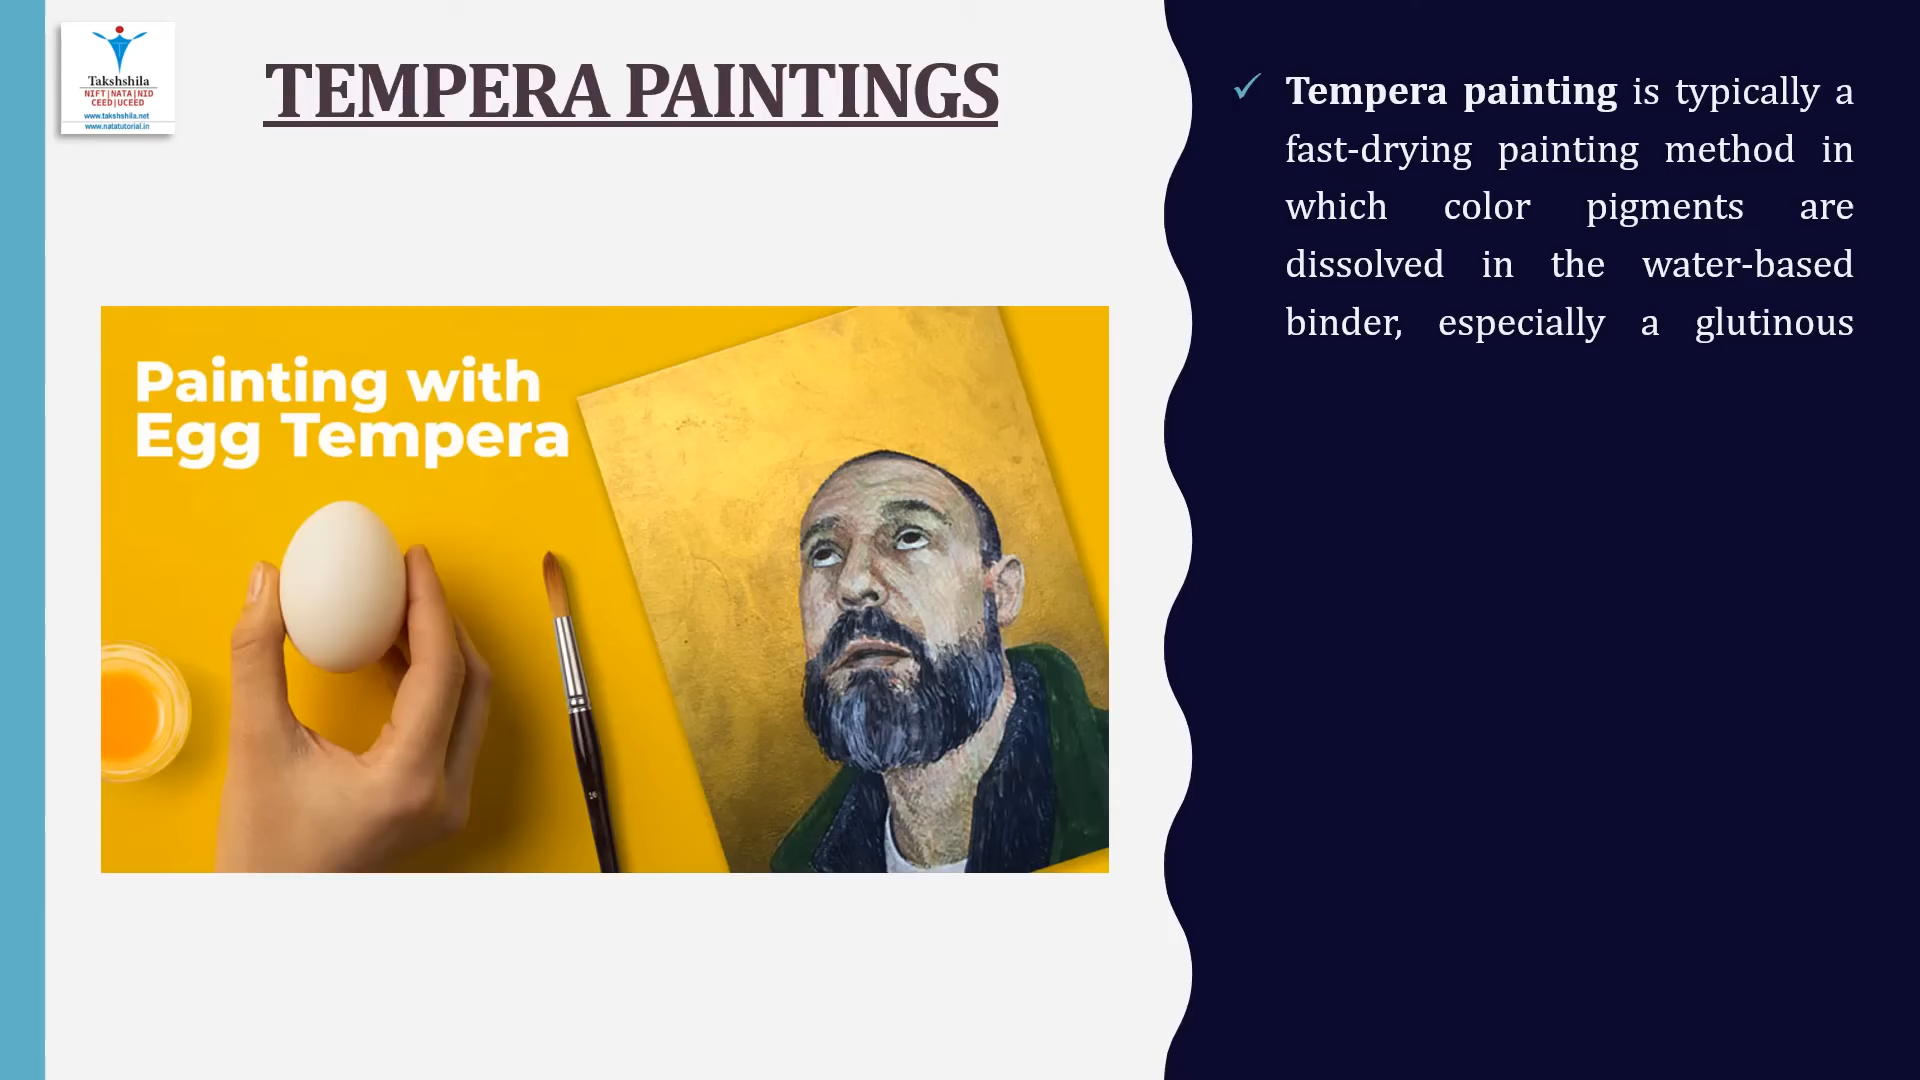 Takshshila
NIFT|NATA|NID
CEED|UCEED
www.takshshila.net
www.natatutorial.in
TEMPERA PAINTINGS
Painting with
Egg Tempera
✓ Tempera painting is typically a
fast-drying painting method in
which color pigments are
dissolved in the water-based
binder, especially a glutinous